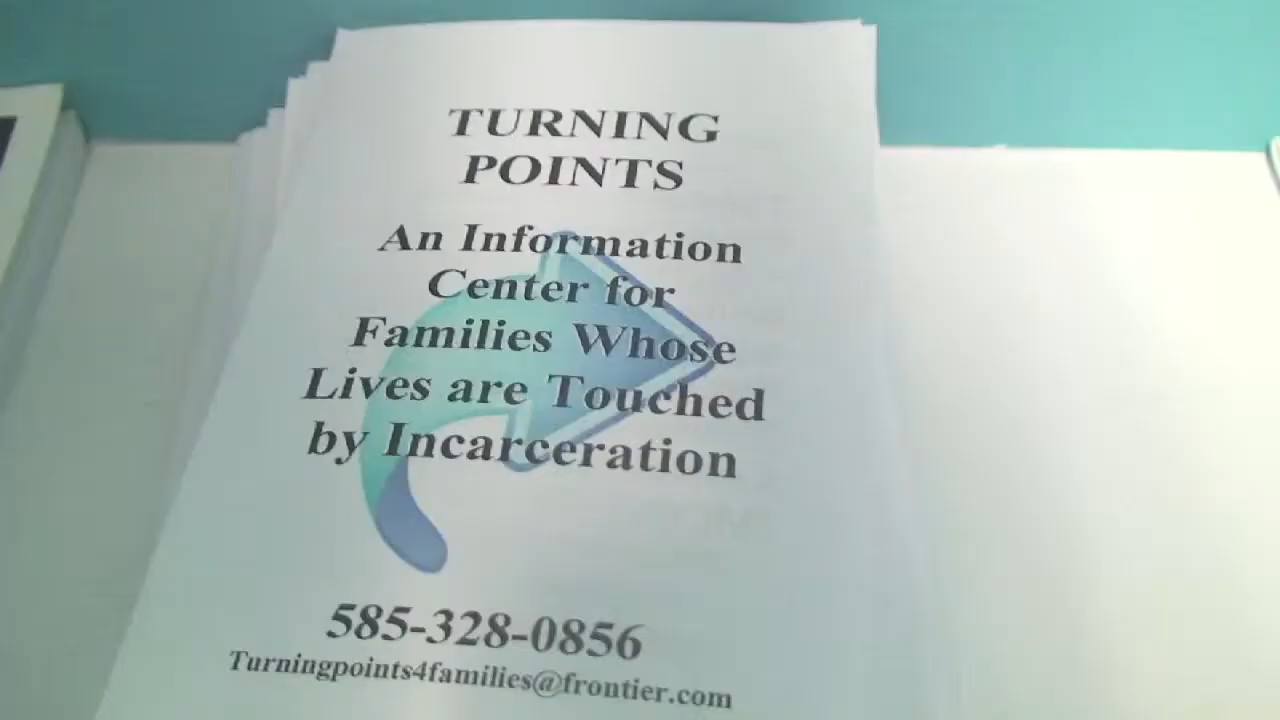 TURNING
POINTS
An Information
Center for
Families Whose
Lives are Touched
by Incarceration
585-328-0856
Turningpoints4families@frontier.com